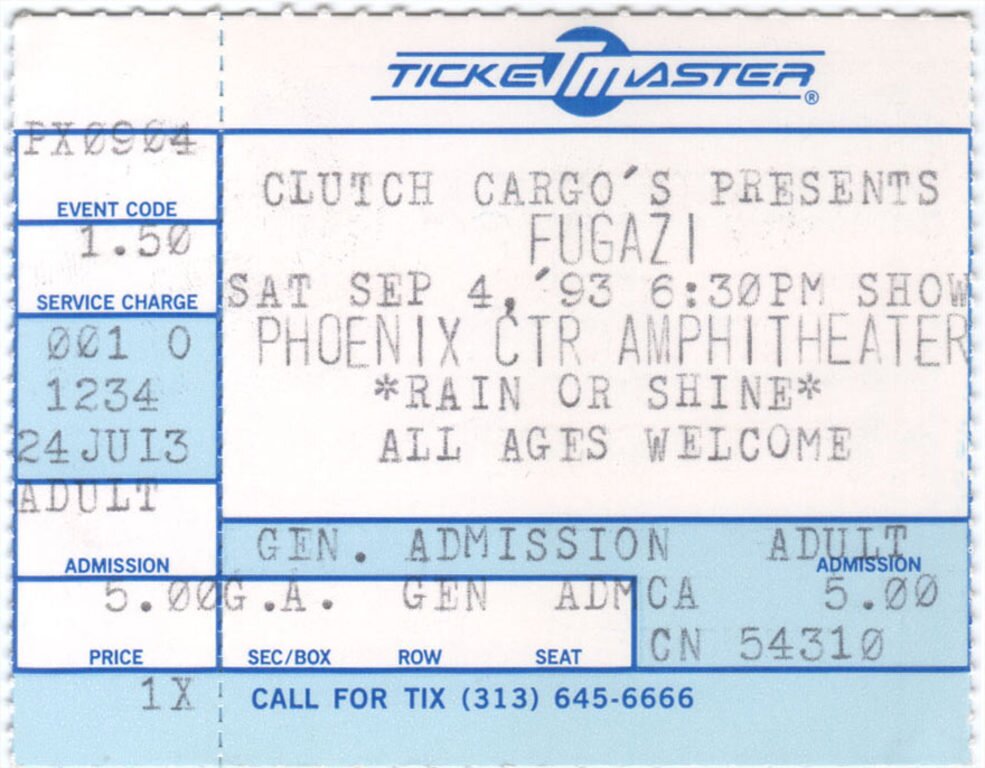 TICKETMASTER®
PX0904
EVENT CODE
1.50
SERVICE CHARGE
001 O
1234
24JUI3
ADULT
ADMISSION
5.00
PRICE
1X
CLUTCH CARGO'S PRESENTS
FUGAZI
SAT SEP 4, '93 6:30PM SHOW
PHOENIX CTR AMPHITHEATER
*RAIN OR SHINE*
ALL AGES WELCOME
GEN. ADMISSION ADULT
ADMISSION
G.A. GEN ADM CA 5.00
SEC/BOX ROW SEAT CN 54310
CALL FOR TIX (313) 645-6666